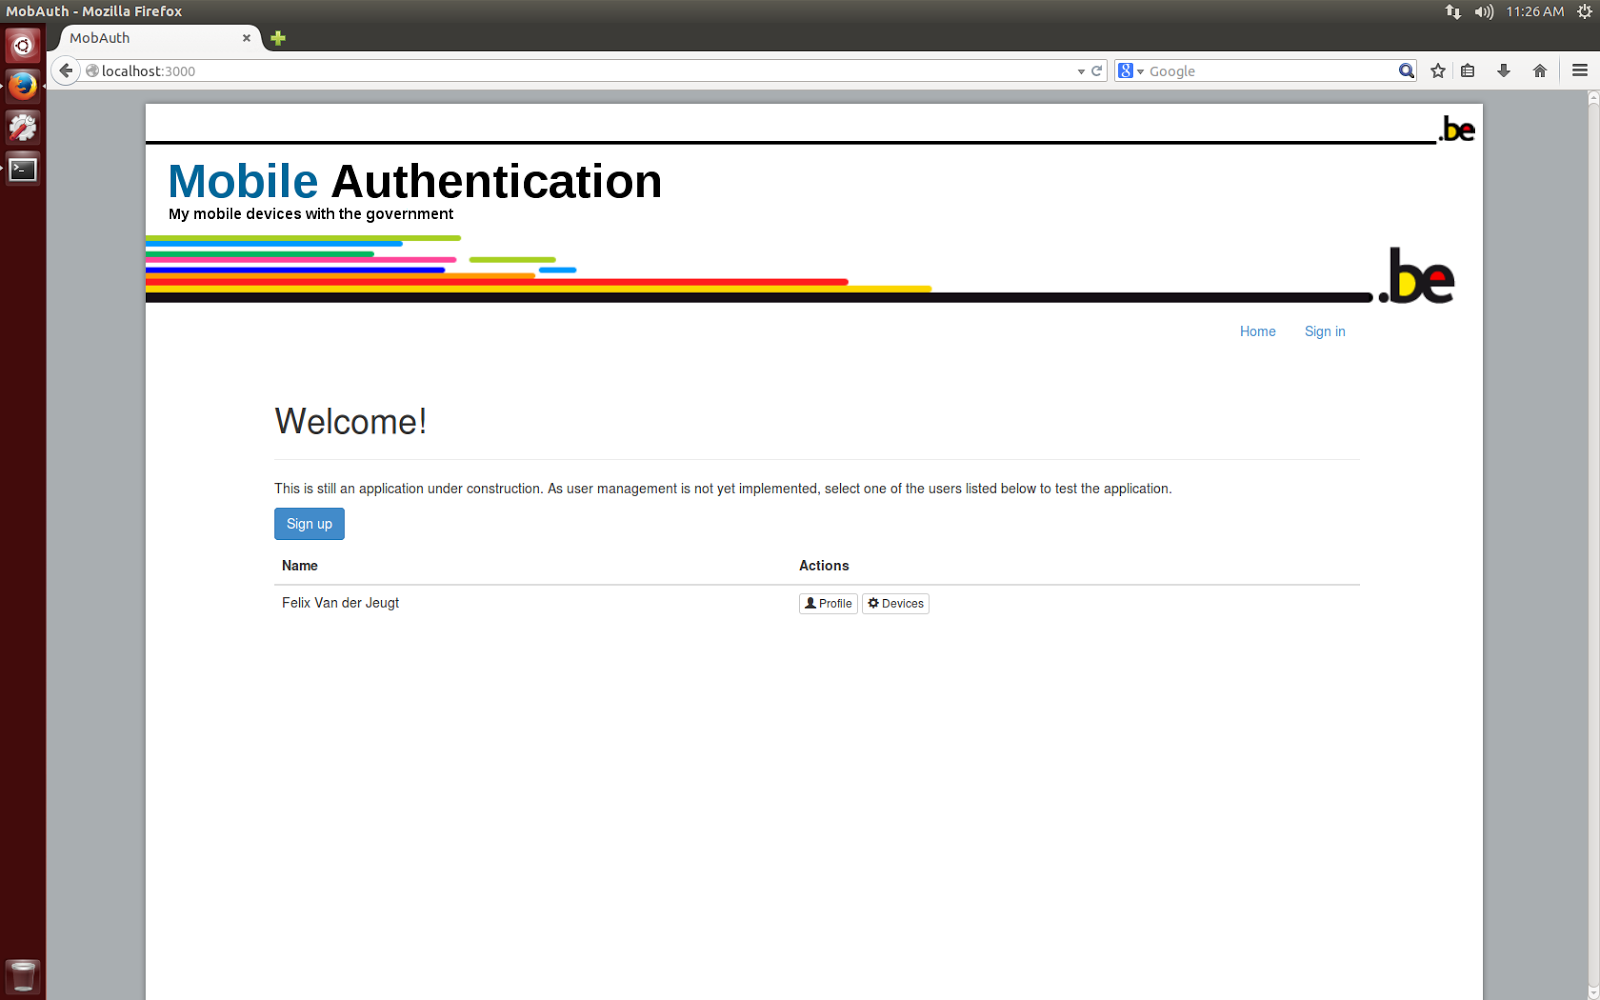 MobAuth - Mozilla Firefox
11:26 AM
MobAuth
localhost:3000
8
Google
.be
Mobile Authentication
My mobile devices with the government
.be
Home Sign in
Welcome!
This is still an application under construction. As user management is not yet implemented, select one of the users listed below to test the application.
Sign up
Name Actions
Felix Van der Jeugt Profile Devices